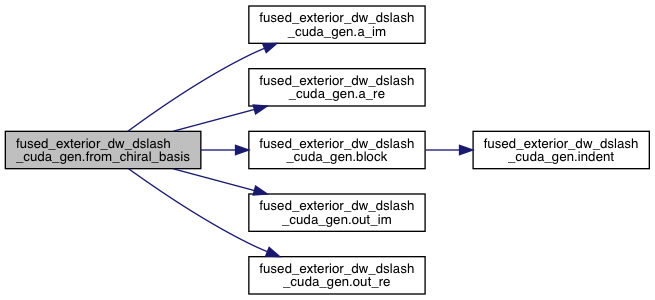 fused_exterior_dw_dslash
_cuda_gen.from_chiral_basis
fused_exterior_dw_dslash
_cuda_gen.a_im
fused_exterior_dw_dslash
_cuda_gen.a_re
fused_exterior_dw_dslash
_cuda_gen.block
fused_exterior_dw_dslash
_cuda_gen.indent
fused_exterior_dw_dslash
_cuda_gen.out_im
fused_exterior_dw_dslash
_cuda_gen.out_re